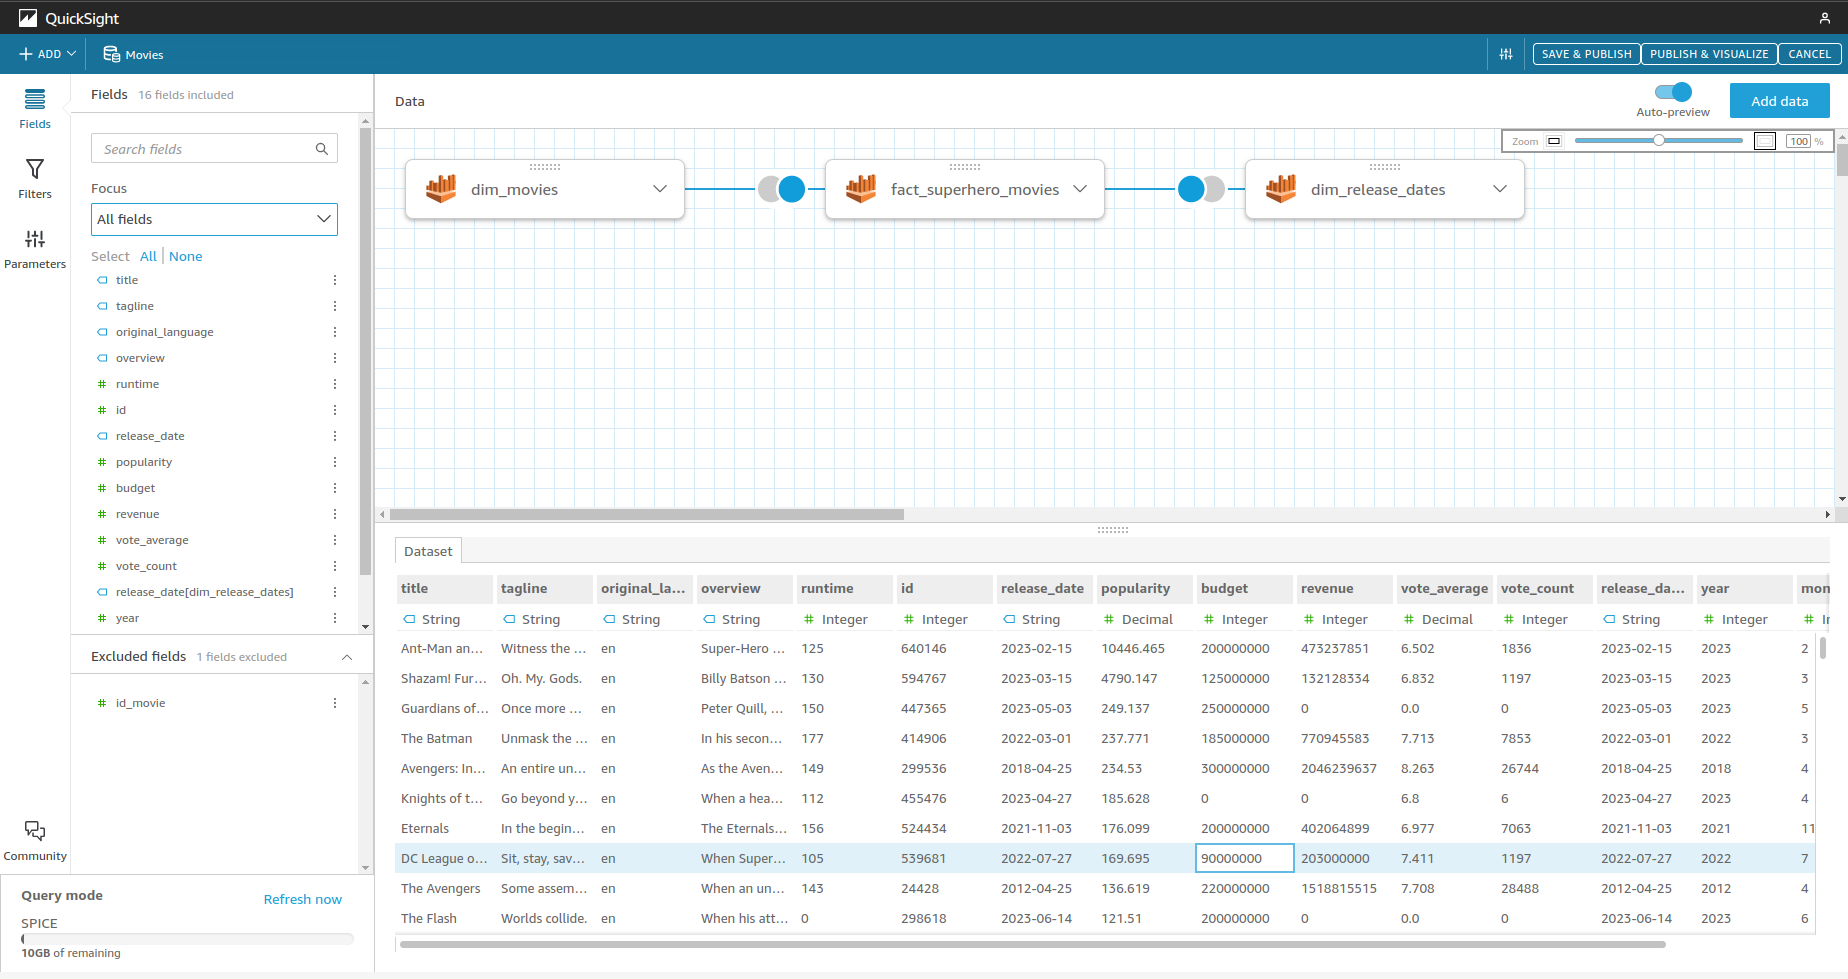 QuickSight
ADD
Movies
SAVE & PUBLISH
PUBLISH & VISUALIZE
CANCEL
Fields
Filters
Parameters
Community
Fields 16 fields included
Search fields
Focus
All fields
Select All None
title
tagline
original_language
overview
runtime
id
release_date
popularity
budget
revenue
vote_average
vote_count
release_date[dim_release_dates]
year
Excluded fields 1 fields excluded
id_movie
Query mode Refresh now
SPICE
10GB of remaining
Data
Auto-preview
Add data
Zoom 100 %
dim_movies
fact_superhero_movies
dim_release_dates
Dataset
title tagline original_la... overview runtime id release_date popularity budget revenue vote_average vote_count release_da... year mon
String String String String Integer Integer String Decimal Integer Integer Decimal Integer String Integer
Ant-Man an... Witness the ... en Super-Hero ... 125 640146 2023-02-15 10446.465 200000000 473237851 6.502 1836 2023-02-15 2023 2
Shazam! Fur... Oh. My. Gods. en Billy Batson ... 130 594767 2023-03-15 4790.147 125000000 132128334 6.832 1197 2023-03-15 2023 3
Guardians of... Once more ... en Peter Quill, ... 150 447365 2023-05-03 249.137 250000000 0 0.0 0 2023-05-03 2023 5
The Batman Unmask the ... en In his secon... 177 414906 2022-03-01 237.771 185000000 770945583 7.713 7853 2022-03-01 2022 3
Avengers: In... An entire un... en As the Aven... 149 299536 2018-04-25 234.53 300000000 2046239637 8.263 26744 2018-04-25 2018 4
Knights of t... Go beyond y... en When a hea... 112 455476 2023-04-27 185.628 0 0 6.8 6 2023-04-27 2023 4
Eternals In the begin... en The Eternals... 156 524434 2021-11-03 176.099 200000000 402064899 6.977 7063 2021-11-03 2021 11
DC League o... Sit, stay, sav... en When Super... 105 539681 2022-07-27 169.695 90000000 203000000 7.411 1197 2022-07-27 2022 7
The Avengers Some assem... en When an un... 143 24428 2012-04-25 136.619 220000000 1518815515 7.708 28488 2012-04-25 2012 4
The Flash Worlds collide. en When his att... 0 298618 2023-06-14 121.51 200000000 0 0.0 0 2023-06-14 2023 6